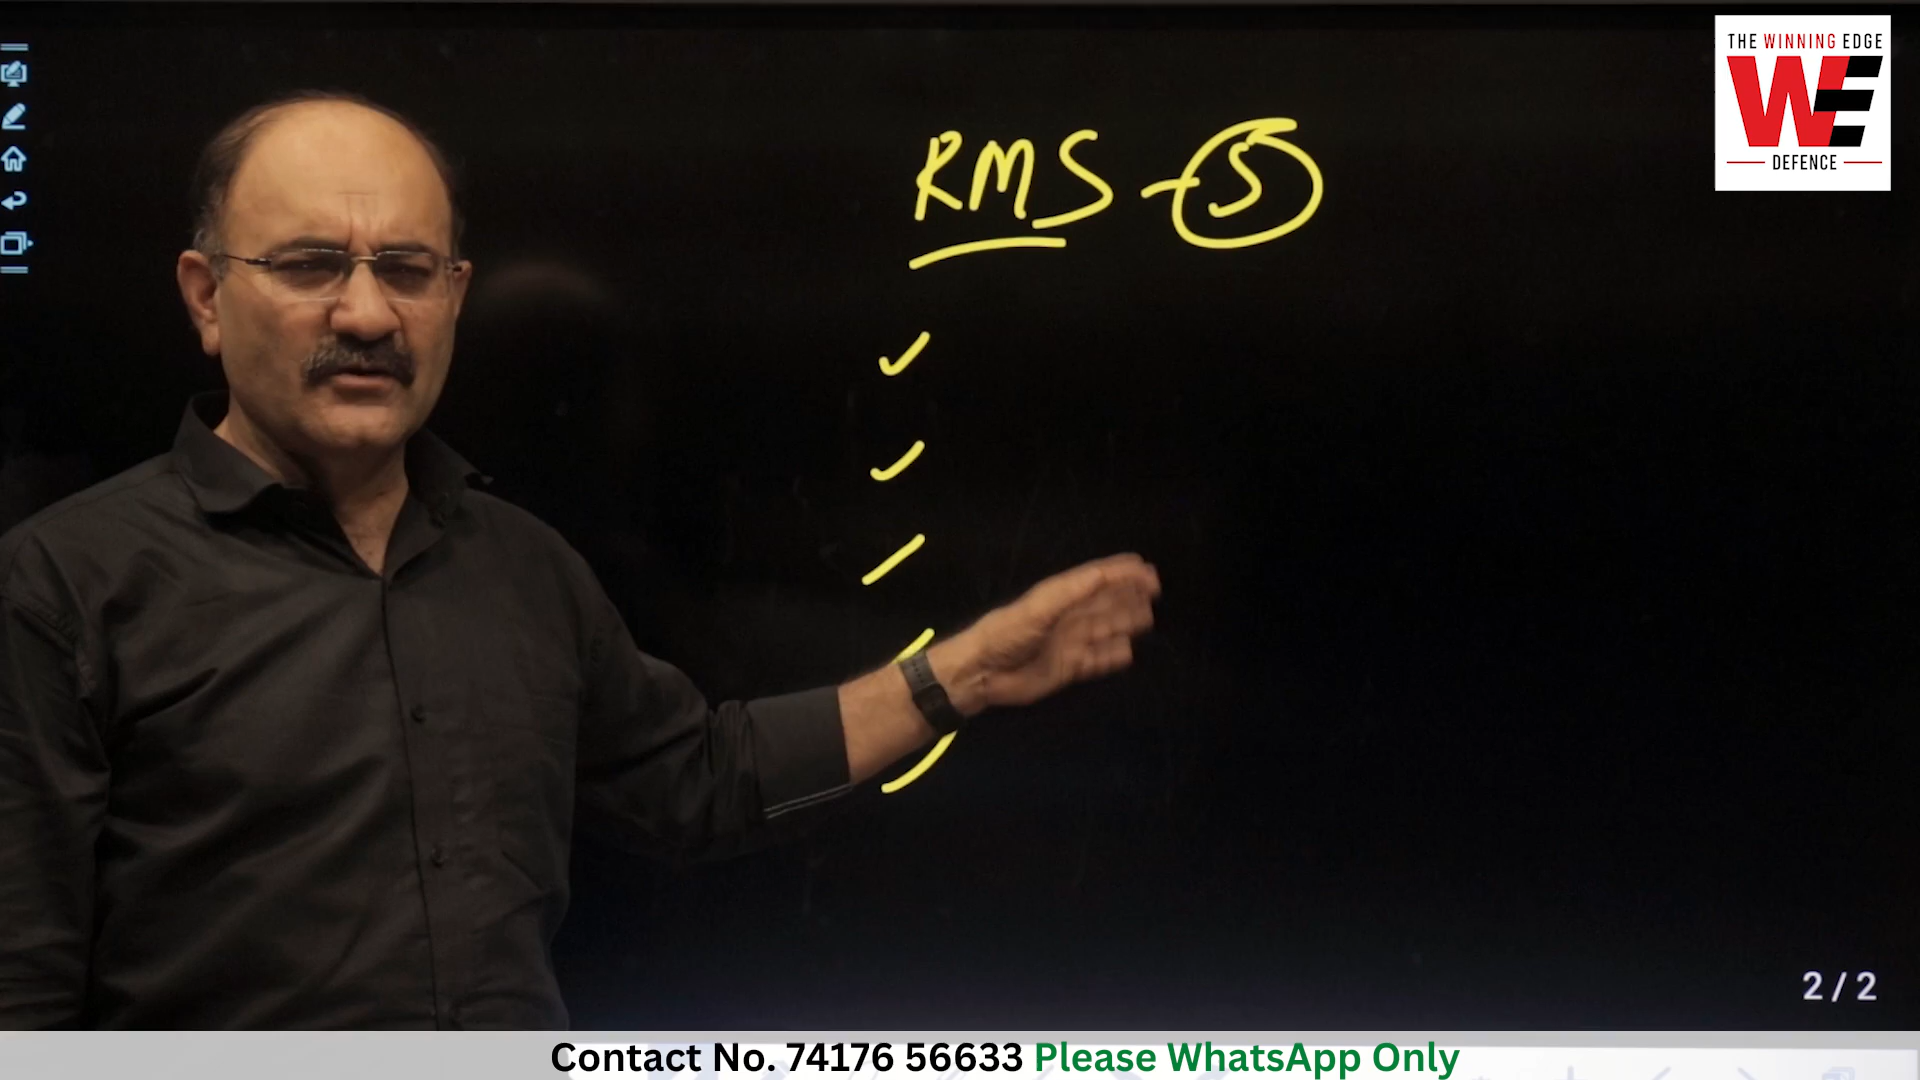 THE WINNING EDGE
WE
DEFENCE
RMS - 5
2/2
Contact No. 74176 56633 Please WhatsApp Only